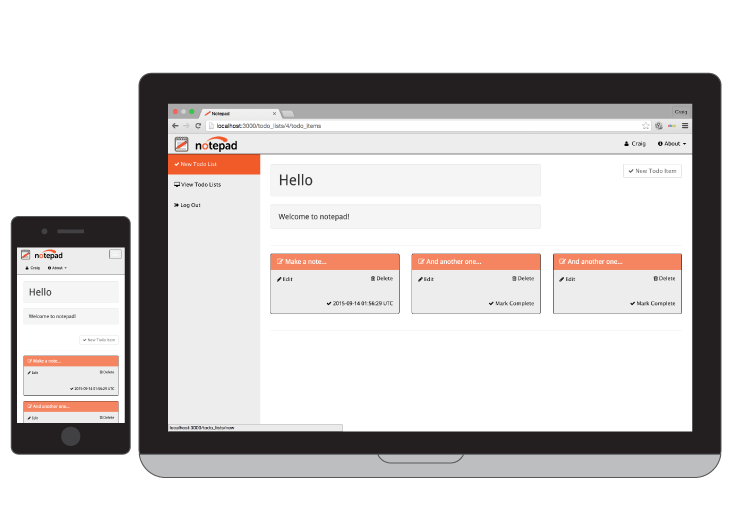 Notepad
Craig
localhost:3000/todo_lists/4/todo_items
notepad
Craig
About
New Todo List
View Todo Lists
Log Out
Hello
New Todo Item
Welcome to notepad!
Make a note...
Edit
Delete
2015-09-14 01:56:29 UTC
And another one...
Edit
Delete
Mark Complete
And another one...
Edit
Delete
Mark Complete
localhost:3000/todo_lists/new
notepad
Craig
About
Hello
Welcome to notepad!
New Todo Item
Make a note...
Edit
Delete
2015-09-14 01:56:29 UTC
And another one...
Edit
Delete